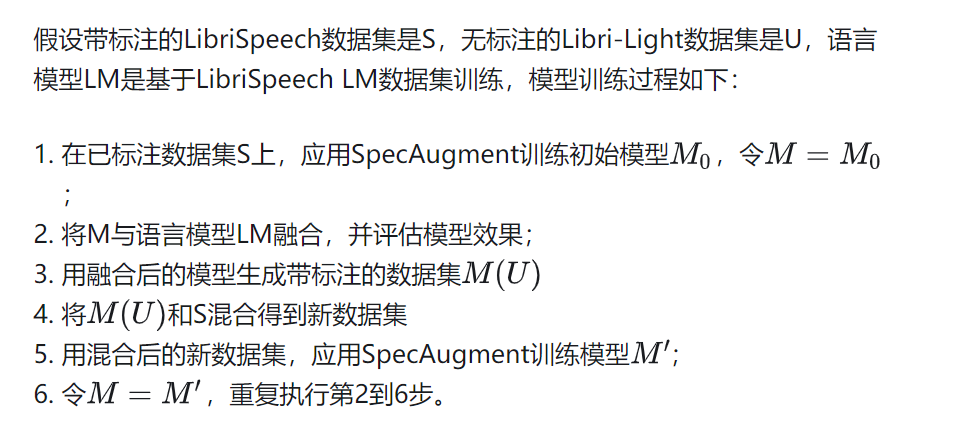 假设带标注的LibriSpeech数据集是S，无标注的Libri-Light数据集是U，语言
模型LM是基于LibriSpeech LM数据集训练，模型训练过程如下：
1. 在已标注数据集S上，应用SpecAugment训练初始模型M₀，令M = M₀
；
2. 将M与语言模型LM融合，并评估模型效果；
3. 用融合后的模型生成带标注的数据集M(U)
4. 将M(U)和S混合得到新数据集
5. 用混合后的新数据集，应用SpecAugment训练模型M′；
6. 令M = M′，重复执行第2到6步。